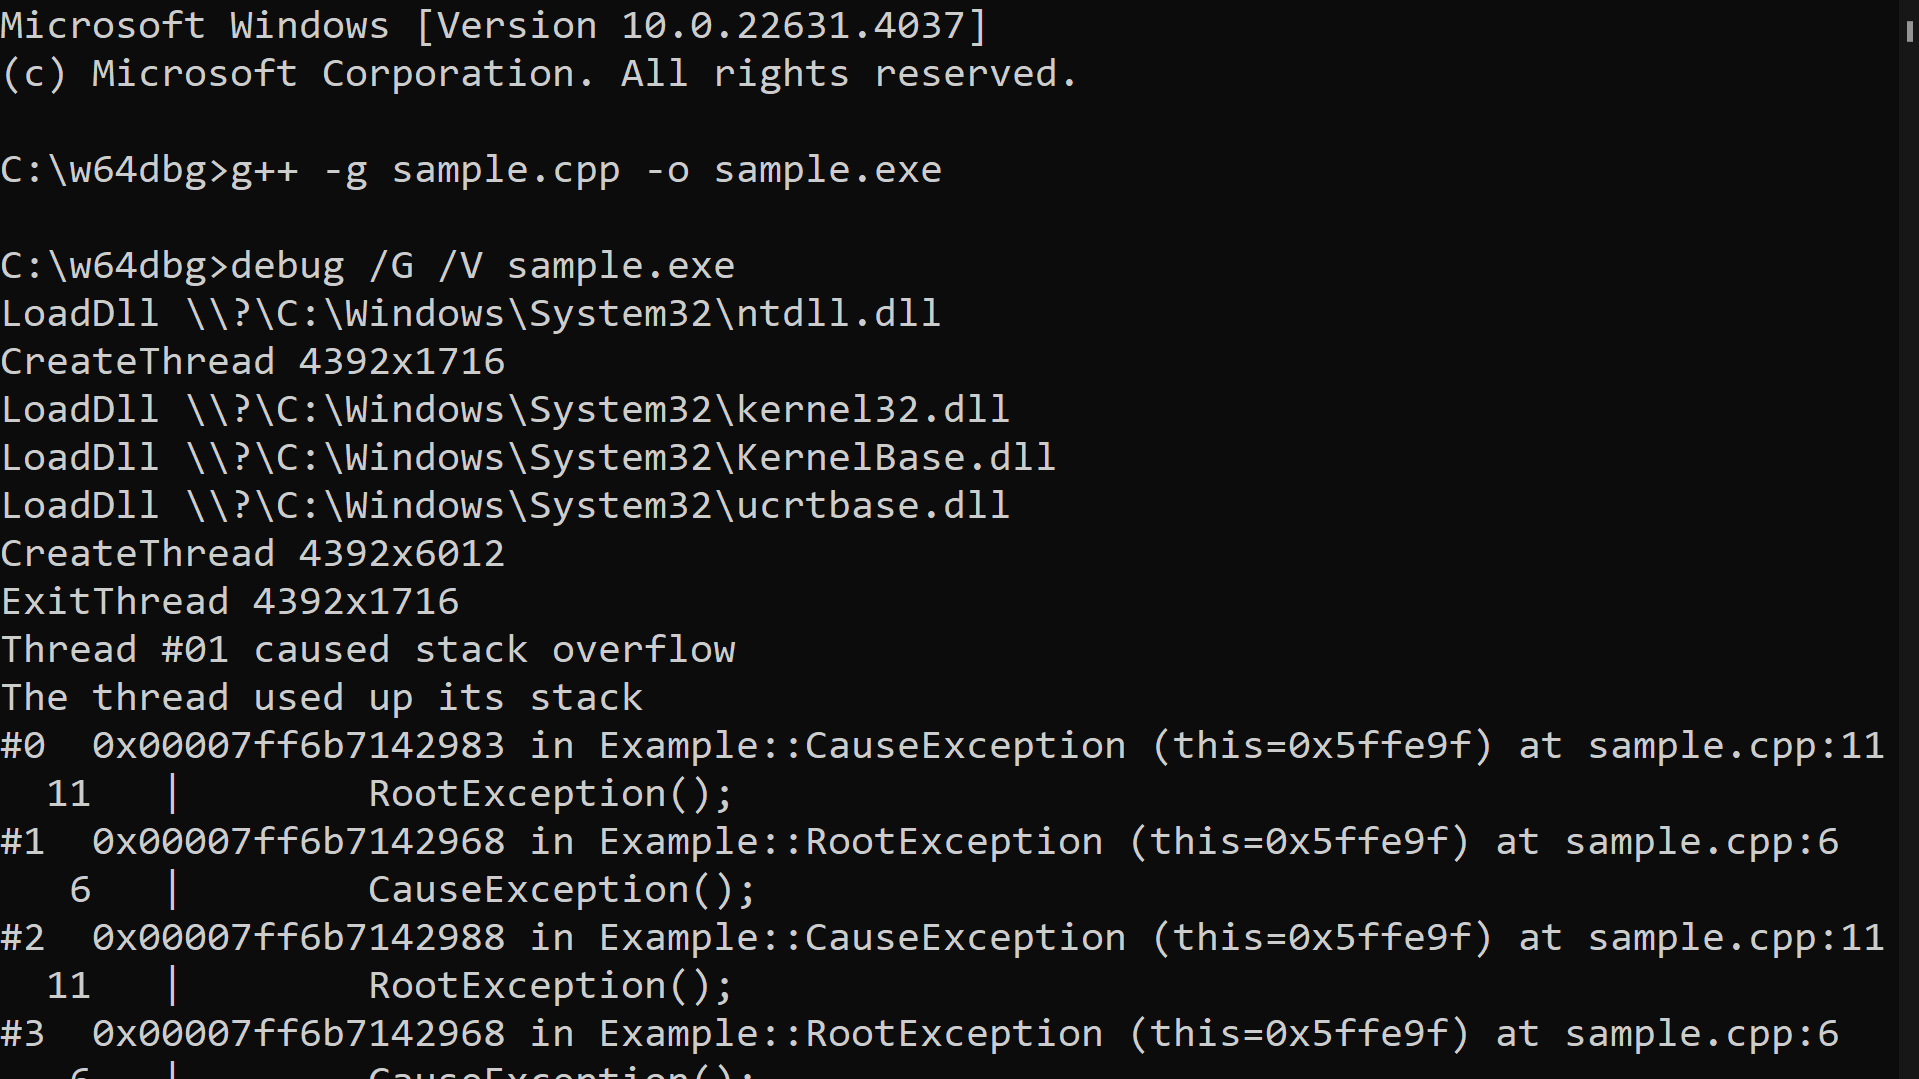 Microsoft Windows [Version 10.0.22631.4037]
(c) Microsoft Corporation. All rights reserved.
C:\w64dbg>g++ -g sample.cpp -o sample.exe
C:\w64dbg>debug /G /V sample.exe
LoadDll \\?\C:\Windows\System32\ntdll.dll
CreateThread 4392x1716
LoadDll \\?\C:\Windows\System32\kernel32.dll
LoadDll \\?\C:\Windows\System32\KernelBase.dll
LoadDll \\?\C:\Windows\System32\ucrtbase.dll
CreateThread 4392x6012
ExitThread 4392x1716
Thread #01 caused stack overflow
The thread used up its stack
#0  0x00007ff6b7142983 in Example::CauseException (this=0x5ffe9f) at sample.cpp:11
  11   |        RootException();
#1  0x00007ff6b7142968 in Example::RootException (this=0x5ffe9f) at sample.cpp:6
   6   |        CauseException();
#2  0x00007ff6b7142988 in Example::CauseException (this=0x5ffe9f) at sample.cpp:11
  11   |        RootException();
#3  0x00007ff6b7142968 in Example::RootException (this=0x5ffe9f) at sample.cpp:6
   6   |        CauseException();